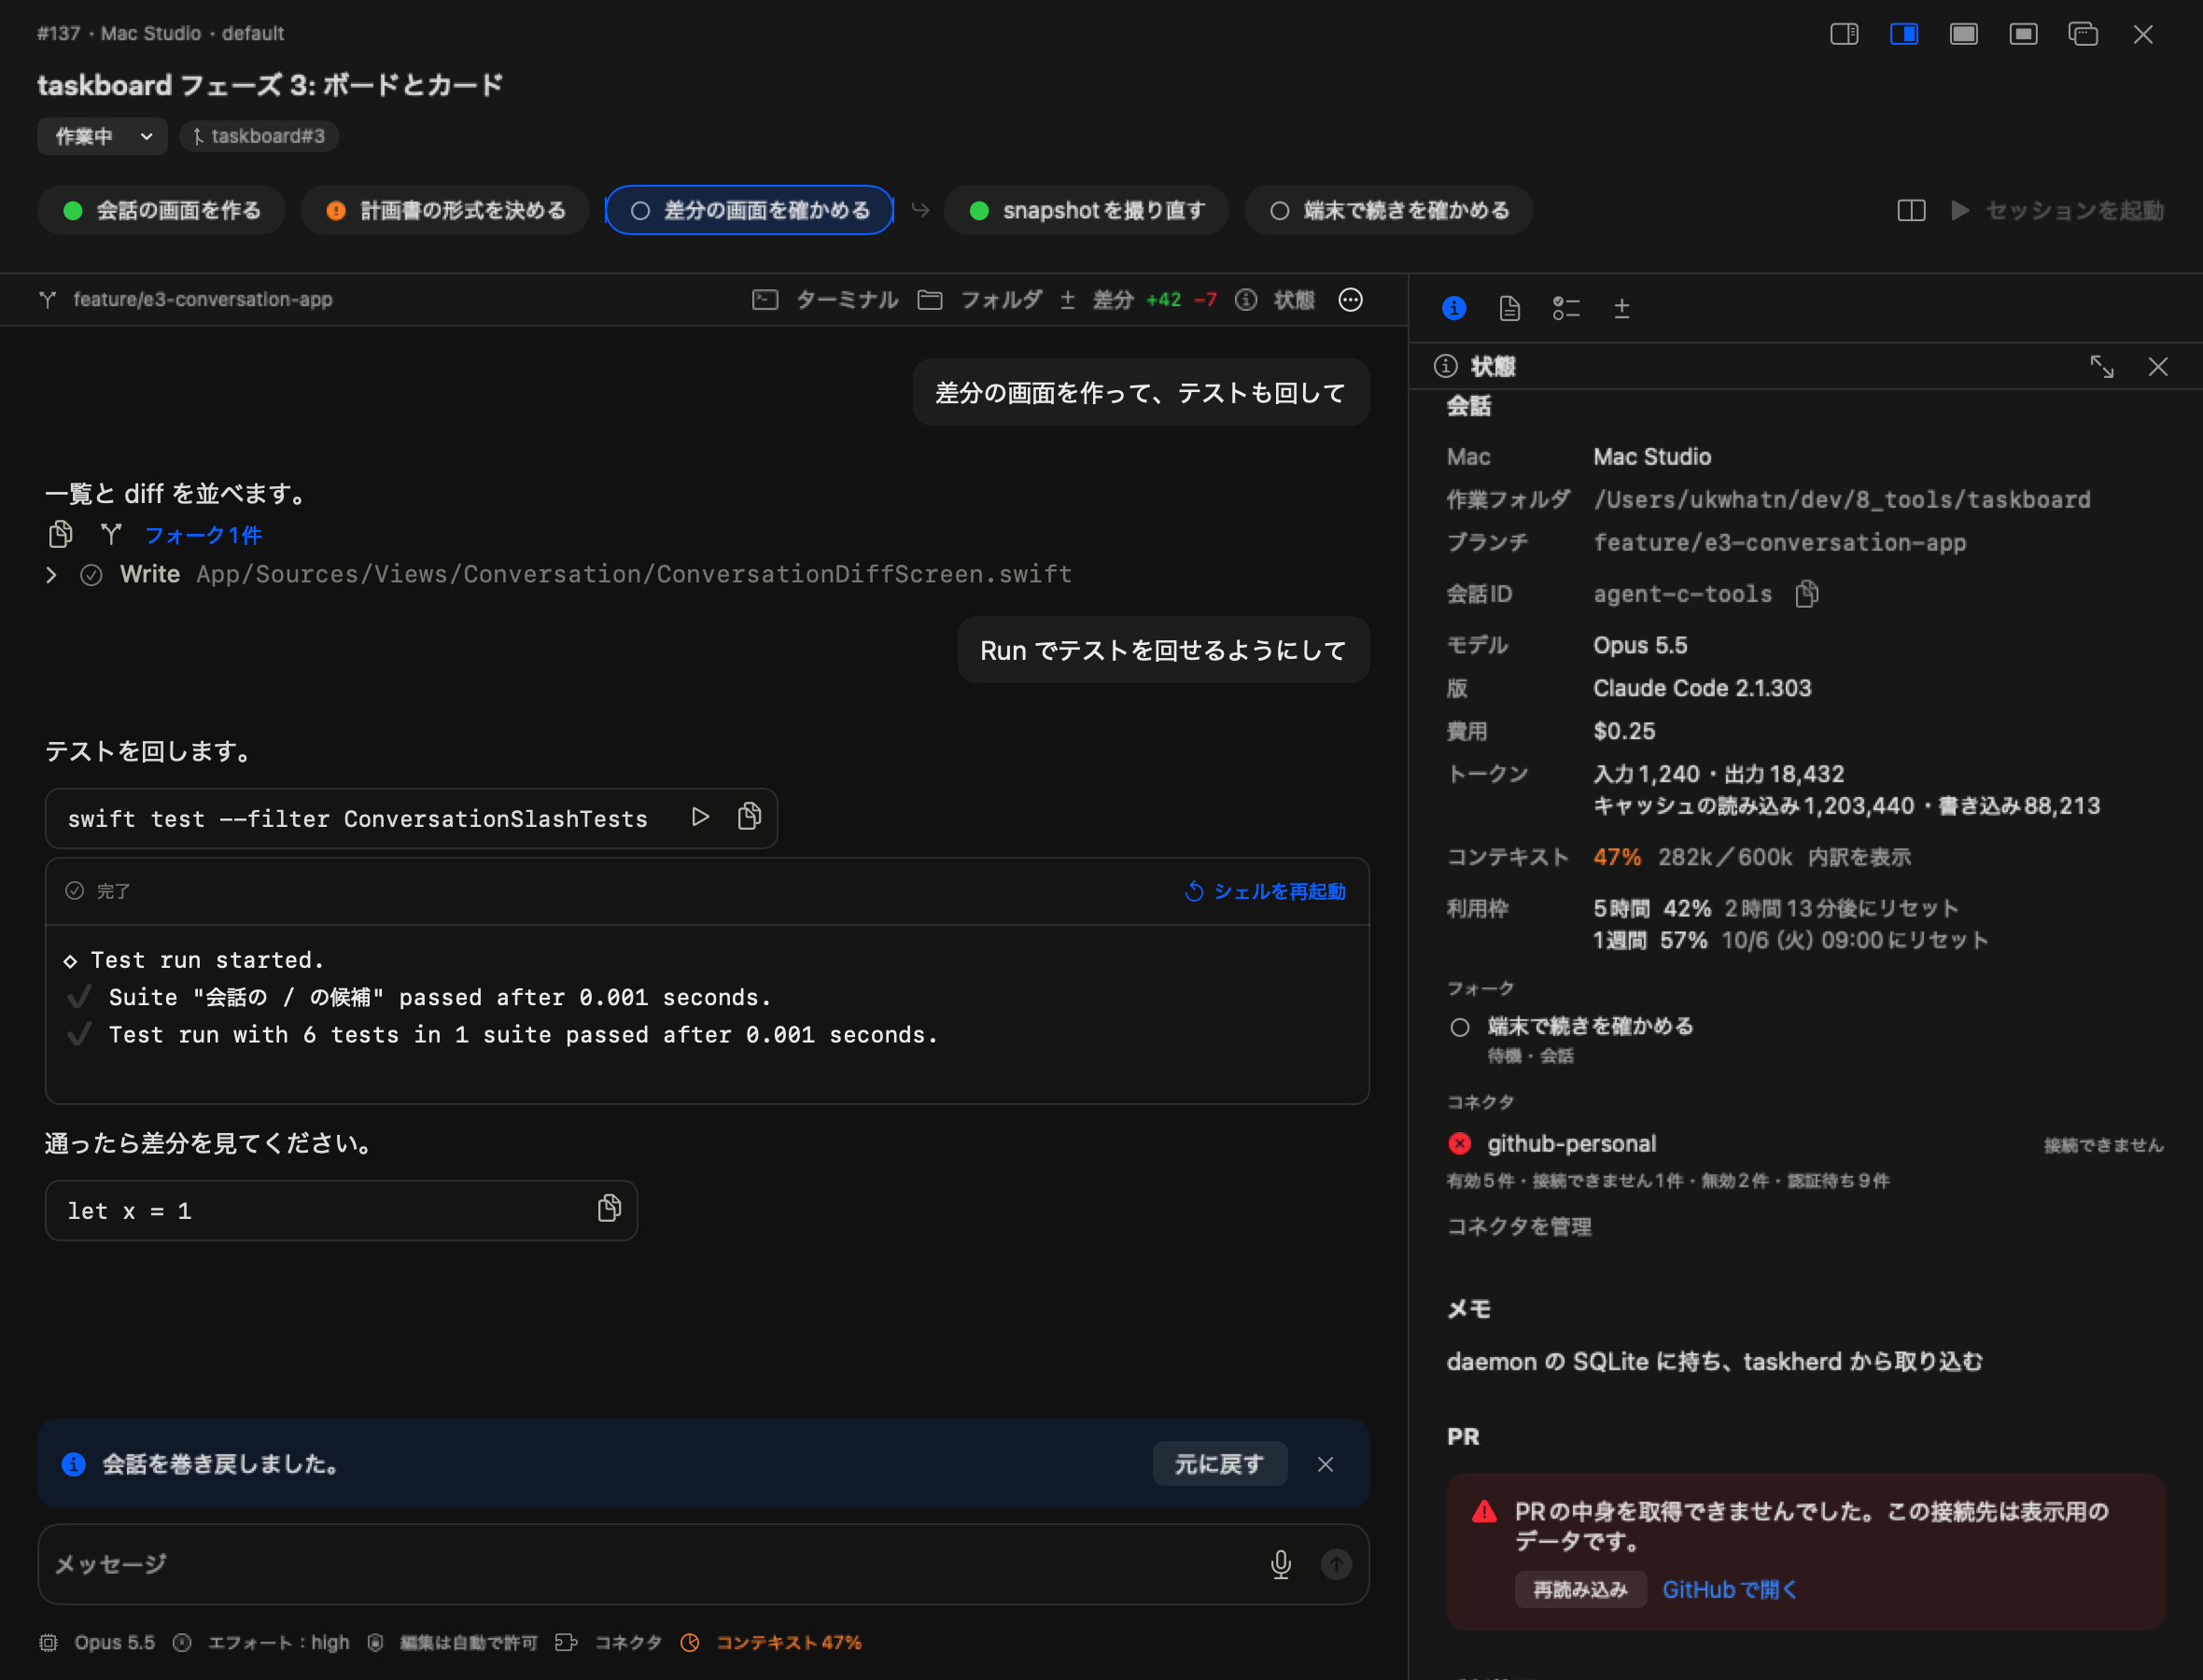 #137・Mac Studio・default
taskboard フェーズ 3: ボードとカード
作業中 taskboard#3
会話の画面を作る 計画書の形式を決める 差分の画面を確かめる snapshotを撮り直す 端末で続きを確かめる セッションを起動
feature/e3-conversation-app ターミナル フォルダ 差分 +42 −7 状態
差分の画面を作って、テストも回して
一覧と diff を並べます。
フォーク1件
Write App/Sources/Views/Conversation/ConversationDiffScreen.swift
Run でテストを回せるようにして
テストを回します。
swift test --filter ConversationSlashTests
完了 シェルを再起動
◇ Test run started.
✓ Suite "会話の / の候補" passed after 0.001 seconds.
✓ Test run with 6 tests in 1 suite passed after 0.001 seconds.
通ったら差分を見てください。
let x = 1
会話を巻き戻しました。 元に戻す
メッセージ
Opus 5.5 エフォート：high 編集は自動で許可 コネクタ コンテキスト47%
状態
会話
Mac Mac Studio
作業フォルダ /Users/ukwhatn/dev/8_tools/taskboard
ブランチ feature/e3-conversation-app
会話ID agent-c-tools
モデル Opus 5.5
版 Claude Code 2.1.303
費用 $0.25
トークン 入力1,240・出力18,432
キャッシュの読み込み1,203,440・書き込み88,213
コンテキスト 47% 282k／600k 内訳を表示
利用枠 5時間 42% 2時間13分後にリセット
1週間 57% 10/6（火）09:00にリセット
フォーク
端末で続きを確かめる
待機・会話
コネクタ
github-personal 接続できません
有効5件・接続できません1件・無効2件・認証待ち9件
コネクタを管理
メモ
daemon の SQLite に持ち、taskherd から取り込む
PR
PRの中身を取得できませんでした。この接続先は表示用の
データです。
再読み込み GitHubで開く